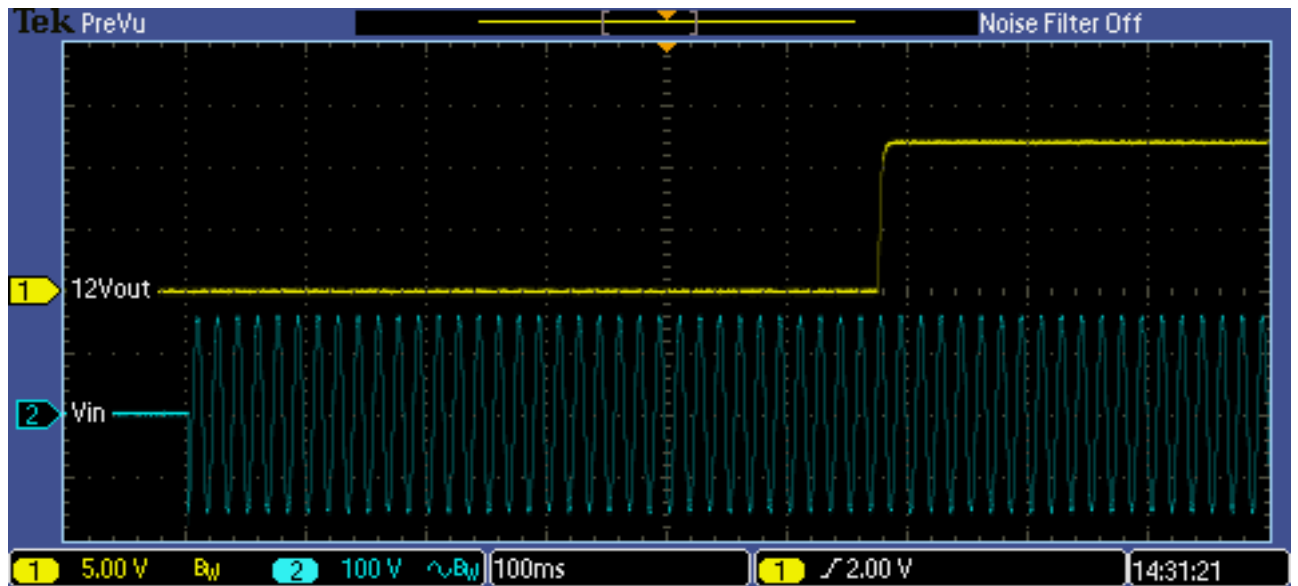 Tek PreVu Noise Filter Off
1 12Vout
2 Vin
1 5.00 V BW 2 100 V ∿BW 100ms 1 ƒ 2.00 V 14:31:21